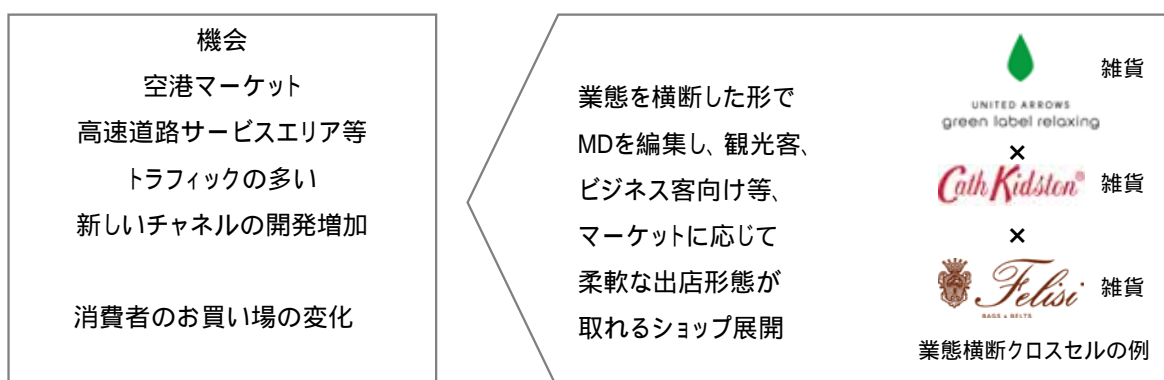 機会
空港マーケット
高速道路サービスエリア等
トラフィックの多い
新しいチャネルの開発増加
消費者のお買い場の変化
業態を横断した形で
MDを編集し、観光客、
ビジネス客向け等、
マーケットに応じて
柔軟な出店形態が
取れるショップ展開
雑貨
UNITED ARROWS
green label relaxing
×
Cath Kidston® 雑貨
×
Felisi 雑貨
BAGS & BELTS
業態横断クロスセルの例